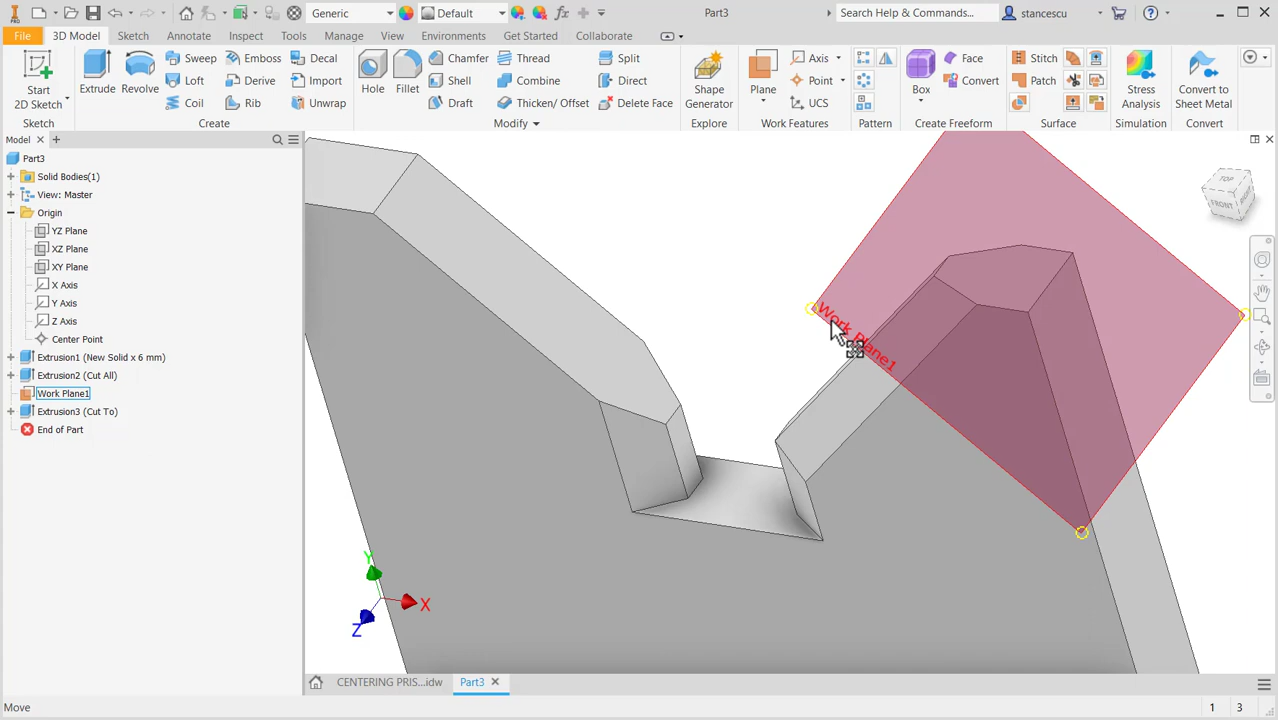 Generic
Default
Part3
Search Help & Commands...
stancescu
File
3D Model
Sketch
Annotate
Inspect
Tools
Manage
View
Environments
Get Started
Collaborate
Start
2D Sketch
Sketch
Extrude
Revolve
Sweep
Loft
Coil
Emboss
Derive
Rib
Decal
Import
Unwrap
Create
Hole
Fillet
Chamfer
Shell
Draft
Thread
Combine
Thicken/ Offset
Split
Direct
Delete Face
Modify
Shape
Generator
Explore
Plane
Axis
Point
UCS
Work Features
Pattern
Box
Face
Convert
Create Freeform
Stitch
Patch
Surface
Stress
Analysis
Simulation
Convert to
Sheet Metal
Convert
Model
Part3
Solid Bodies(1)
View: Master
Origin
YZ Plane
XZ Plane
XY Plane
X Axis
Y Axis
Z Axis
Center Point
Extrusion1 (New Solid x 6 mm)
Extrusion2 (Cut All)
Work Plane1
Extrusion3 (Cut To)
End of Part
Work Plane1
TOP
FRONT
RIGHT
Y
X
Z
CENTERING PRIS...idw
Part3
Move
1
3